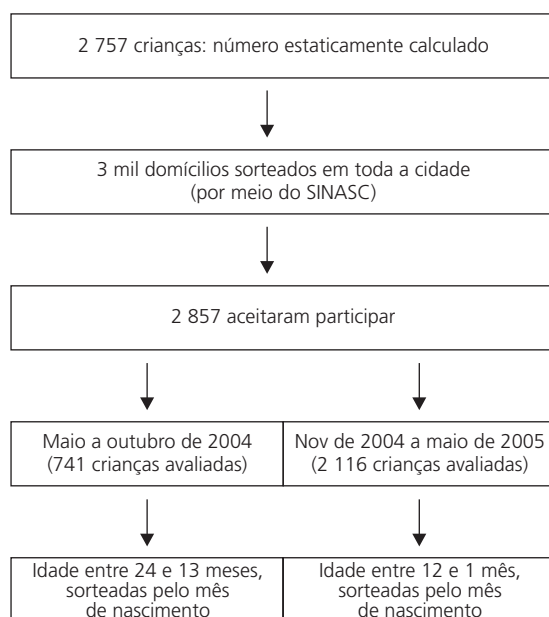 2 757 crianças: número estaticamente calculado
3 mil domícilios sorteados em toda a cidade
(por meio do SINASC)
2 857 aceitaram participar
Maio a outubro de 2004
(741 crianças avaliadas)
Nov de 2004 a maio de 2005
(2 116 crianças avaliadas)
Idade entre 24 e 13 meses,
sorteadas pelo mês
de nascimento
Idade entre 12 e 1 mês,
sorteadas pelo mês
de nascimento